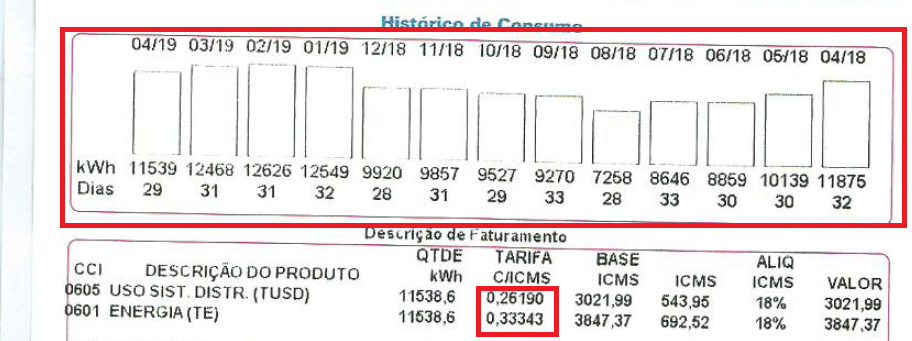 Histórico de Consumo
04/19 03/19 02/19 01/19 12/18 11/18 10/18 09/18 08/18 07/18 06/18 05/18 04/18
kWh 11539 12468 12626 12549 9920 9857 9527 9270 7258 8646 8859 10139 11875
Dias 29 31 31 32 28 31 29 33 28 33 30 30 32
Descrição de Faturamento
QTDE TARIFA BASE ALIQ
CCI DESCRIÇÃO DO PRODUTO kWh C/ICMS ICMS ICMS ICMS VALOR
0605 USO SIST. DISTR. (TUSD) 11538,6 0,26190 3021,99 543,95 18% 3021,99
0601 ENERGIA (TE) 11538,6 0,33343 3847,37 692,52 18% 3847,37